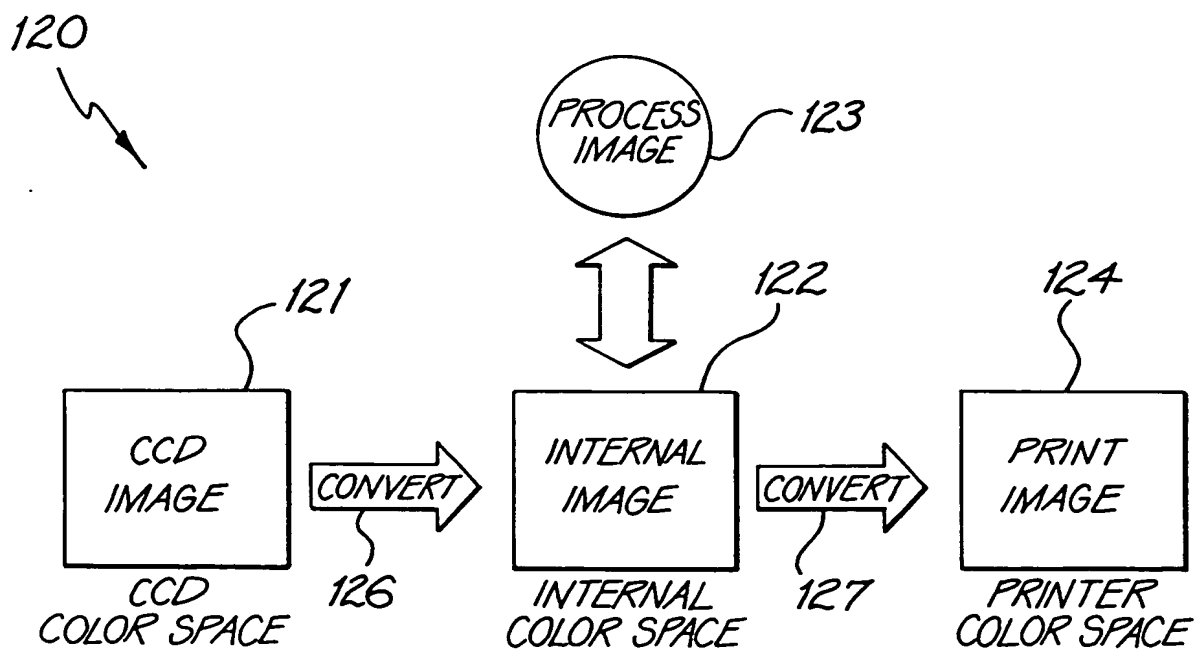 120
PROCESS
IMAGE
123
121
122
124
CCD
IMAGE
CONVERT
INTERNAL
IMAGE
CONVERT
PRINT
IMAGE
126
127
CCD
COLOR SPACE
INTERNAL
COLOR SPACE
PRINTER
COLOR SPACE